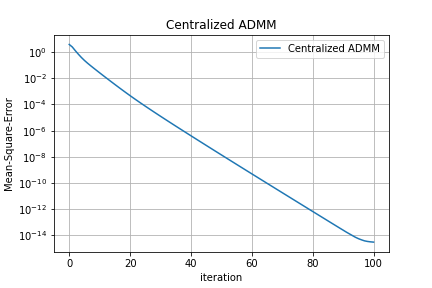 Centralized ADMM
Centralized ADMM
Mean-Square-Error
10⁰
10⁻²
10⁻⁴
10⁻⁶
10⁻⁸
10⁻¹⁰
10⁻¹²
10⁻¹⁴
0 20 40 60 80 100
iteration